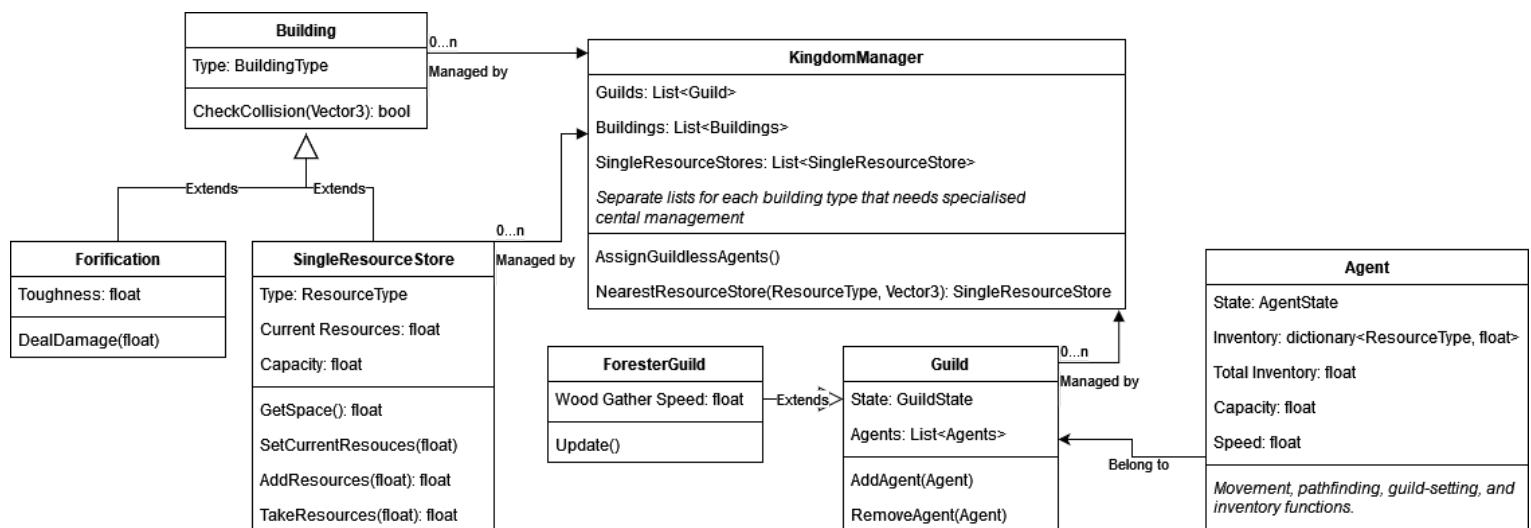 Building
Type: BuildingType
CheckCollision(Vector3): bool
0...n
Managed by
KingdomManager
Guilds: List<Guild>
Buildings: List<Buildings>
SingleResourceStores: List<SingleResourceStore>
Separate lists for each building type that needs specialised
cental management
AssignGuildlessAgents()
NearestResourceStore(ResourceType, Vector3): SingleResourceStore
Extends
Extends
0...n
Managed by
Forification
Toughness: float
DealDamage(float)
SingleResourceStore
Type: ResourceType
Current Resources: float
Capacity: float
GetSpace(): float
SetCurrentResouces(float)
AddResources(float): float
TakeResources(float): float
ForesterGuild
Wood Gather Speed: float
Update()
Extends
Guild
State: GuildState
Agents: List<Agents>
AddAgent(Agent)
RemoveAgent(Agent)
0...n
Managed by
Belong to
Agent
State: AgentState
Inventory: dictionary<ResourceType, float>
Total Inventory: float
Capacity: float
Speed: float
Movement, pathfinding, guild-setting, and
inventory functions.